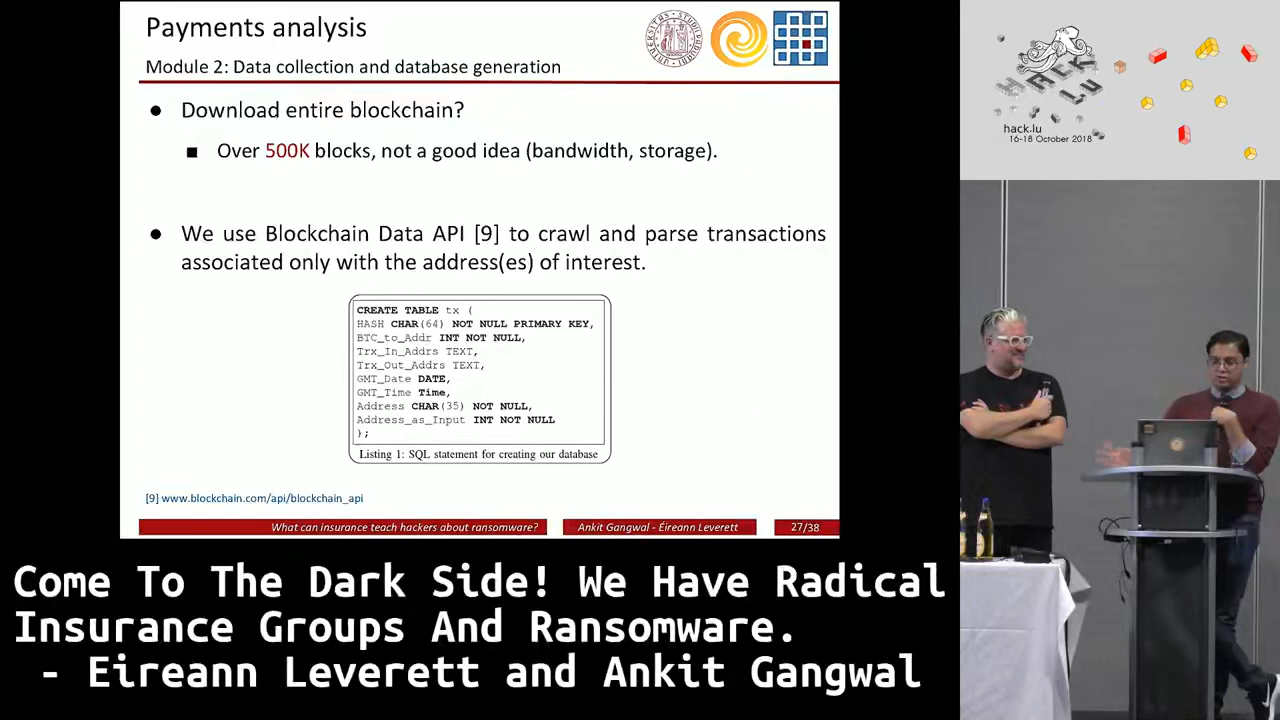 Payments analysis
Module 2: Data collection and database generation
● Download entire blockchain?
■ Over 500K blocks, not a good idea (bandwidth, storage).
● We use Blockchain Data API [9] to crawl and parse transactions
associated only with the address(es) of interest.
CREATE TABLE tx (
HASH CHAR(64) NOT NULL PRIMARY KEY,
BTC_to_Addr INT NOT NULL,
Trx_In_Addrs TEXT,
Trx_Out_Addrs TEXT,
GMT_Date DATE,
GMT_Time Time,
Address CHAR(35) NOT NULL,
Address_as_Input INT NOT NULL
);
Listing 1: SQL statement for creating our database
[9] www.blockchain.com/api/blockchain_api
What can insurance teach hackers about ransomware?
Ankit Gangwal - Éireann Leverett
27/38
HACK
LU
hack.lu
16-18 October 2018
Come To The Dark Side! We Have Radical
Insurance Groups And Ransomware.
- Eireann Leverett and Ankit Gangwal